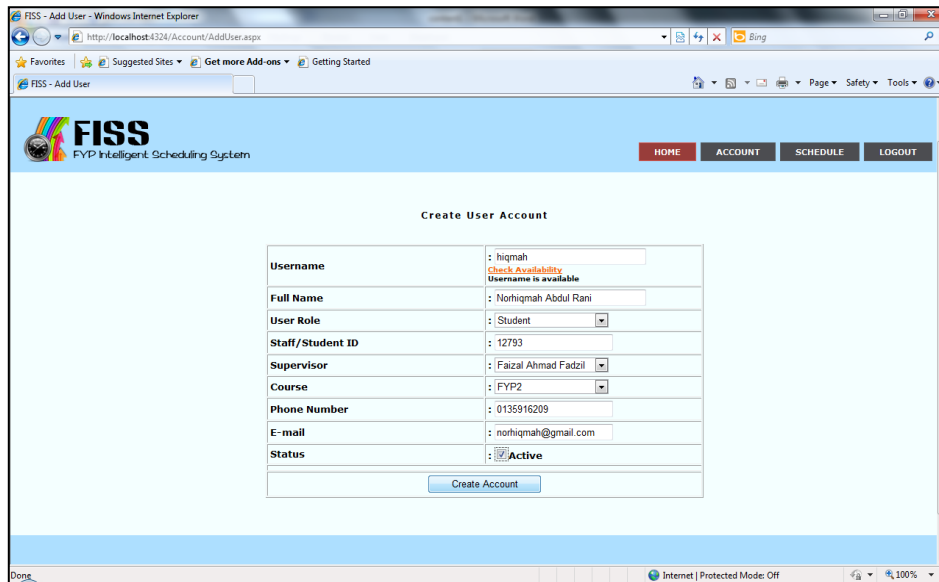 FISS - Add User - Windows Internet Explorer
http://localhost:4324/Account/AddUser.aspx
Bing
Favorites
Suggested Sites
Get more Add-ons
Getting Started
FISS - Add User
Page
Safety
Tools
FISS
FYP Intelligent Scheduling System
HOME
ACCOUNT
SCHEDULE
LOGOUT
Create User Account
Username
: hiqmah
Check Availability
Username is available
Full Name
: Norhiqmah Abdul Rani
User Role
: Student
Staff/Student ID
: 12793
Supervisor
: Faizal Ahmad Fadzil
Course
: FYP2
Phone Number
: 0135916209
E-mail
: norhiqmah@gmail.com
Status
: Active
Create Account
Done
Internet | Protected Mode: Off
100%